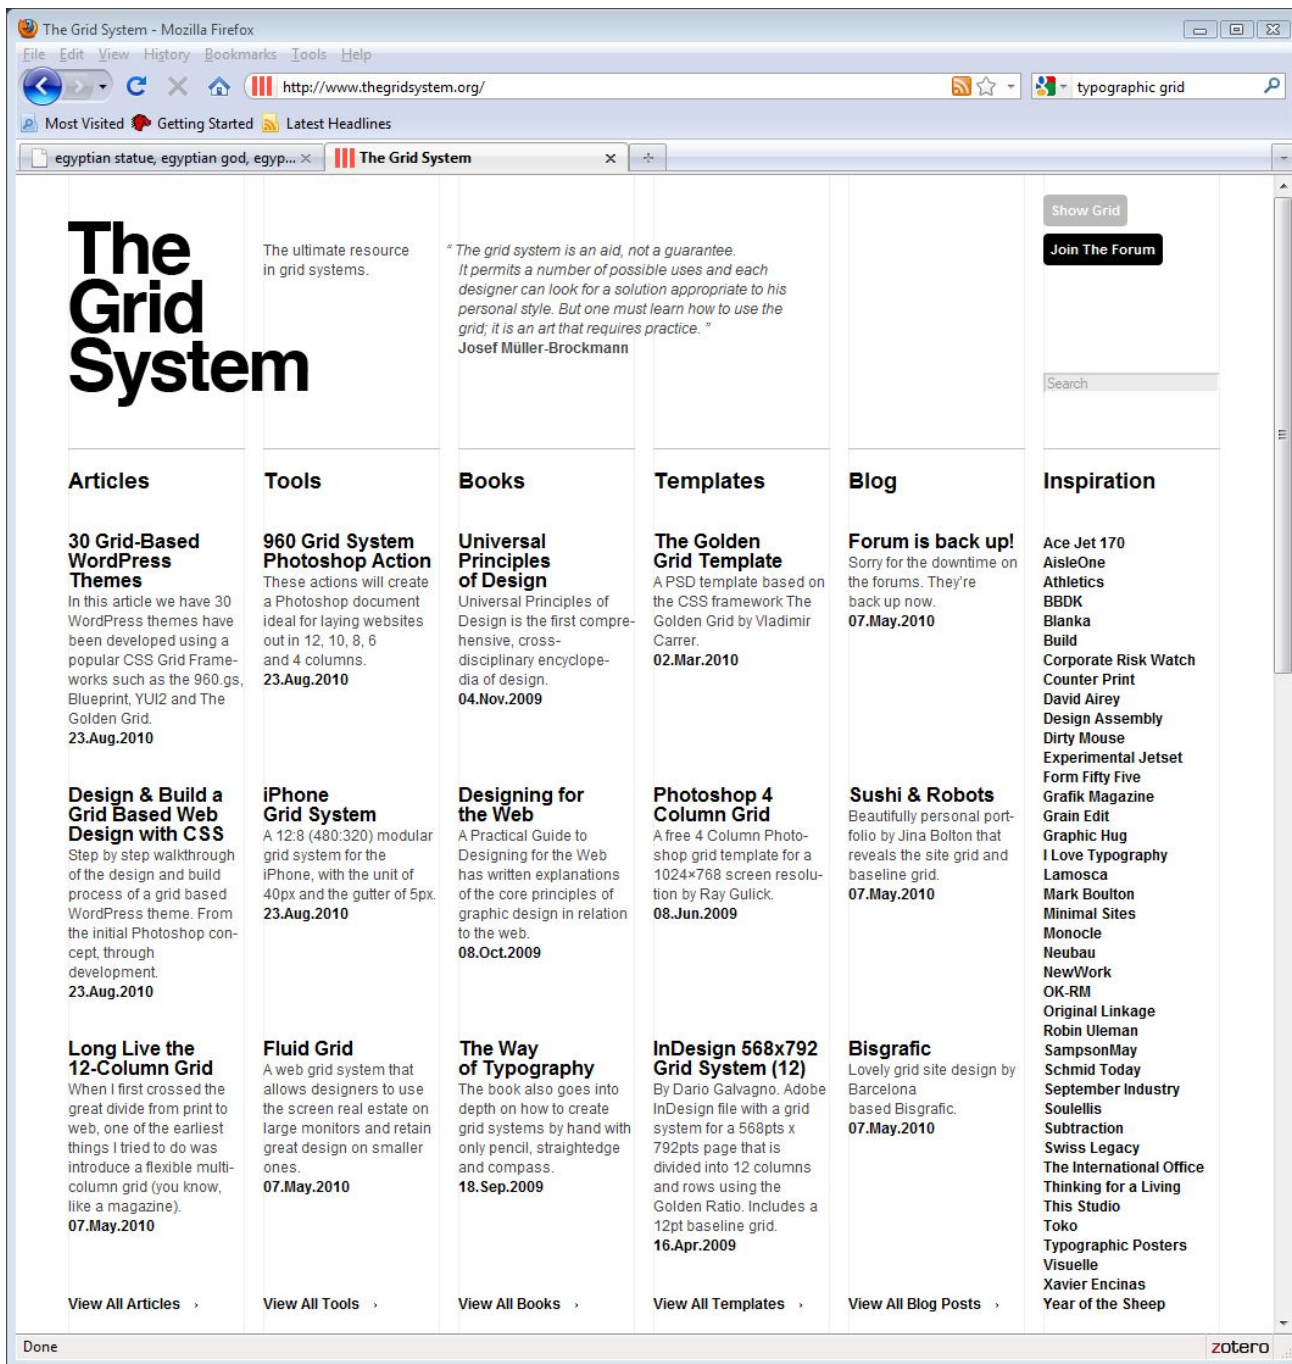 The Grid System - Mozilla Firefox
File Edit View History Bookmarks Tools Help
http://www.thegridsystem.org/
typographic grid
Most Visited Getting Started Latest Headlines
egyptian statue, egyptian god, egyp...
The Grid System
The
Grid
System
The ultimate resource
in grid systems.
“ The grid system is an aid, not a guarantee.
It permits a number of possible uses and each
designer can look for a solution appropriate to his
personal style. But one must learn how to use the
grid; it is an art that requires practice. ”
Josef Müller-Brockmann
Show Grid
Join The Forum
Search
Articles
30 Grid-Based
WordPress
Themes
In this article we have 30
WordPress themes have
been developed using a
popular CSS Grid Frame-
works such as the 960.gs,
Blueprint, YUI2 and The
Golden Grid.
23.Aug.2010
Design & Build a
Grid Based Web
Design with CSS
Step by step walkthrough
of the design and build
process of a grid based
WordPress theme. From
the initial Photoshop con-
cept, through
development.
23.Aug.2010
Long Live the
12-Column Grid
When I first crossed the
great divide from print to
web, one of the earliest
things I tried to do was
introduce a flexible multi-
column grid (you know,
like a magazine).
07.May.2010
View All Articles ›
Tools
960 Grid System
Photoshop Action
These actions will create
a Photoshop document
ideal for laying websites
out in 12, 10, 8, 6
and 4 columns.
23.Aug.2010
iPhone
Grid System
A 12:8 (480:320) modular
grid system for the
iPhone, with the unit of
40px and the gutter of 5px.
23.Aug.2010
Fluid Grid
A web grid system that
allows designers to use
the screen real estate on
large monitors and retain
great design on smaller
ones.
07.May.2010
View All Tools ›
Books
Universal
Principles
of Design
Universal Principles of
Design is the first compre-
hensive, cross-
disciplinary encyclope-
dia of design.
04.Nov.2009
Designing for
the Web
A Practical Guide to
Designing for the Web
has written explanations
of the core principles of
graphic design in relation
to the web.
08.Oct.2009
The Way
of Typography
The book also goes into
depth on how to create
grid systems by hand with
only pencil, straightedge
and compass.
18.Sep.2009
View All Books ›
Templates
The Golden
Grid Template
A PSD template based on
the CSS framework The
Golden Grid by Vladimir
Carrer.
02.Mar.2010
Photoshop 4
Column Grid
A free 4 Column Photo-
shop grid template for a
1024×768 screen resolu-
tion by Ray Gulick.
08.Jun.2009
InDesign 568x792
Grid System (12)
By Dario Galvagno. Adobe
InDesign file with a grid
system for a 568pts x
792pts page that is
divided into 12 columns
and rows using the
Golden Ratio. Includes a
12pt baseline grid.
16.Apr.2009
View All Templates ›
Blog
Forum is back up!
Sorry for the downtime on
the forums. They’re
back up now.
07.May.2010
Sushi & Robots
Beautifully personal port-
folio by Jina Bolton that
reveals the site grid and
baseline grid.
07.May.2010
Bisgrafic
Lovely grid site design by
Barcelona
based Bisgrafic.
07.May.2010
View All Blog Posts ›
Inspiration
Ace Jet 170
AisleOne
Athletics
BBDK
Blanka
Build
Corporate Risk Watch
Counter Print
David Airey
Design Assembly
Dirty Mouse
Experimental Jetset
Form Fifty Five
Grafik Magazine
Grain Edit
Graphic Hug
I Love Typography
Lamosca
Mark Boulton
Minimal Sites
Monocle
Neubau
NewWork
OK-RM
Original Linkage
Robin Uleman
SampsonMay
Schmid Today
September Industry
Soulellis
Subtraction
Swiss Legacy
The International Office
Thinking for a Living
This Studio
Toko
Typographic Posters
Visuelle
Xavier Encinas
Year of the Sheep
Done
zotero